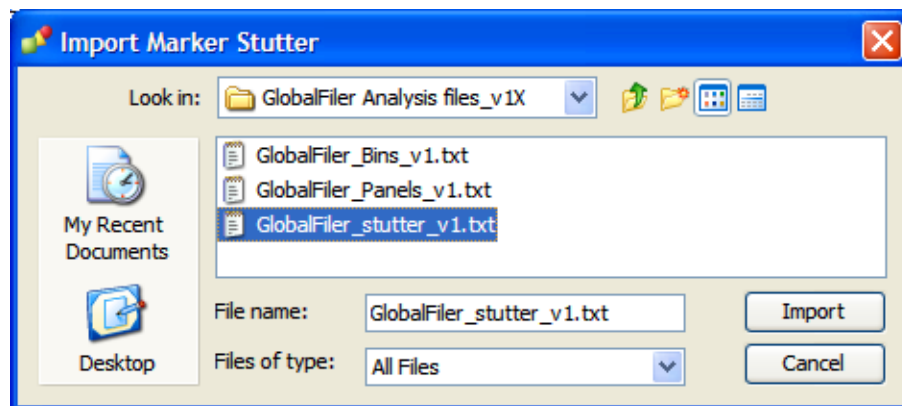 Import Marker Stutter
Look in: GlobalFiler Analysis files_v1X
GlobalFiler_Bins_v1.txt
GlobalFiler_Panels_v1.txt
GlobalFiler_stutter_v1.txt
My Recent
Documents
Desktop
File name: GlobalFiler_stutter_v1.txt Import
Files of type: All Files Cancel